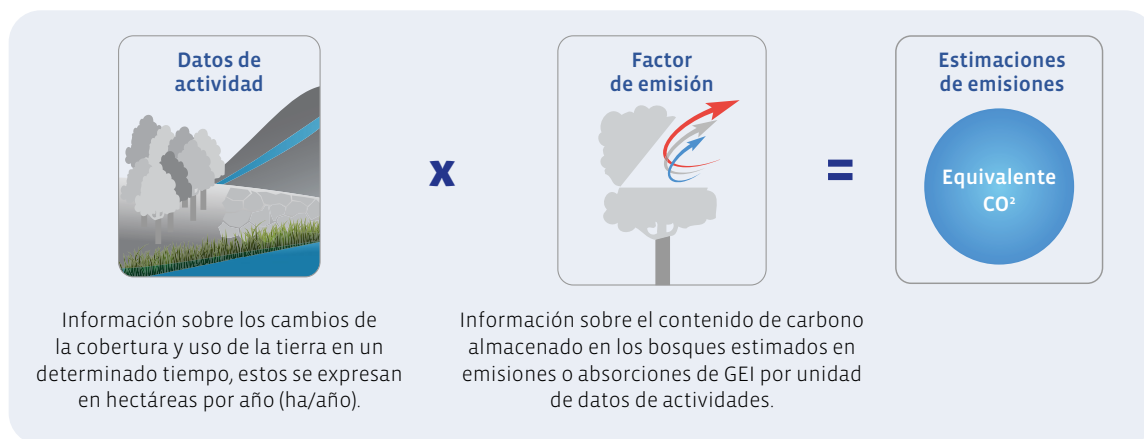 Datos de
actividad
x
Factor
de emisión
=
Estimaciones
de emisiones
Equivalente
CO²
Información sobre los cambios de
la cobertura y uso de la tierra en un
determinado tiempo, estos se expresan
en hectáreas por año (ha/año).
Información sobre el contenido de carbono
almacenado en los bosques estimados en
emisiones o absorciones de GEI por unidad
de datos de actividades.